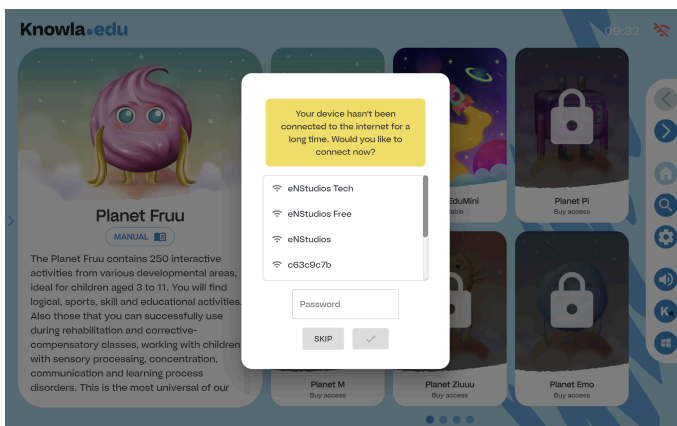 Knowla.edu
09:32
Your device hasn't been
connected to the internet for a
long time. Would you like to
connect now?
eNStudios Tech
eNStudios Free
eNStudios
c63c9c7b
Password
SKIP
Planet Fruu
MANUAL
The Planet Fruu contains 250 interactive
activities from various developmental areas,
ideal for children aged 3 to 11. You will find
logical, sports, skill and educational activities.
Also those that you can successfully use
during rehabilitation and corrective-
compensatory classes, working with children
with sensory processing, concentration,
communication and learning process
disorders. This is the most universal of our
EduMini
Planet Pi
Buy access
Planet M
Buy access
Planet Ziuuu
Buy access
Planet Emo
Buy access
K